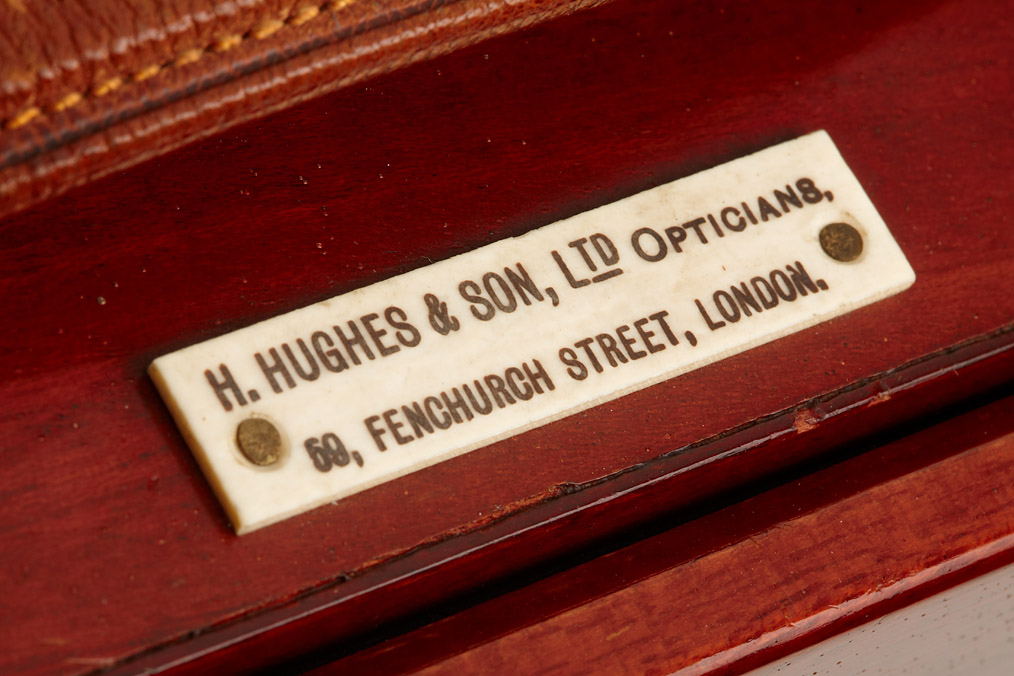 H. HUGHES & SON, LTD OPTICIANS,
59, FENCHURCH STREET, LONDON.